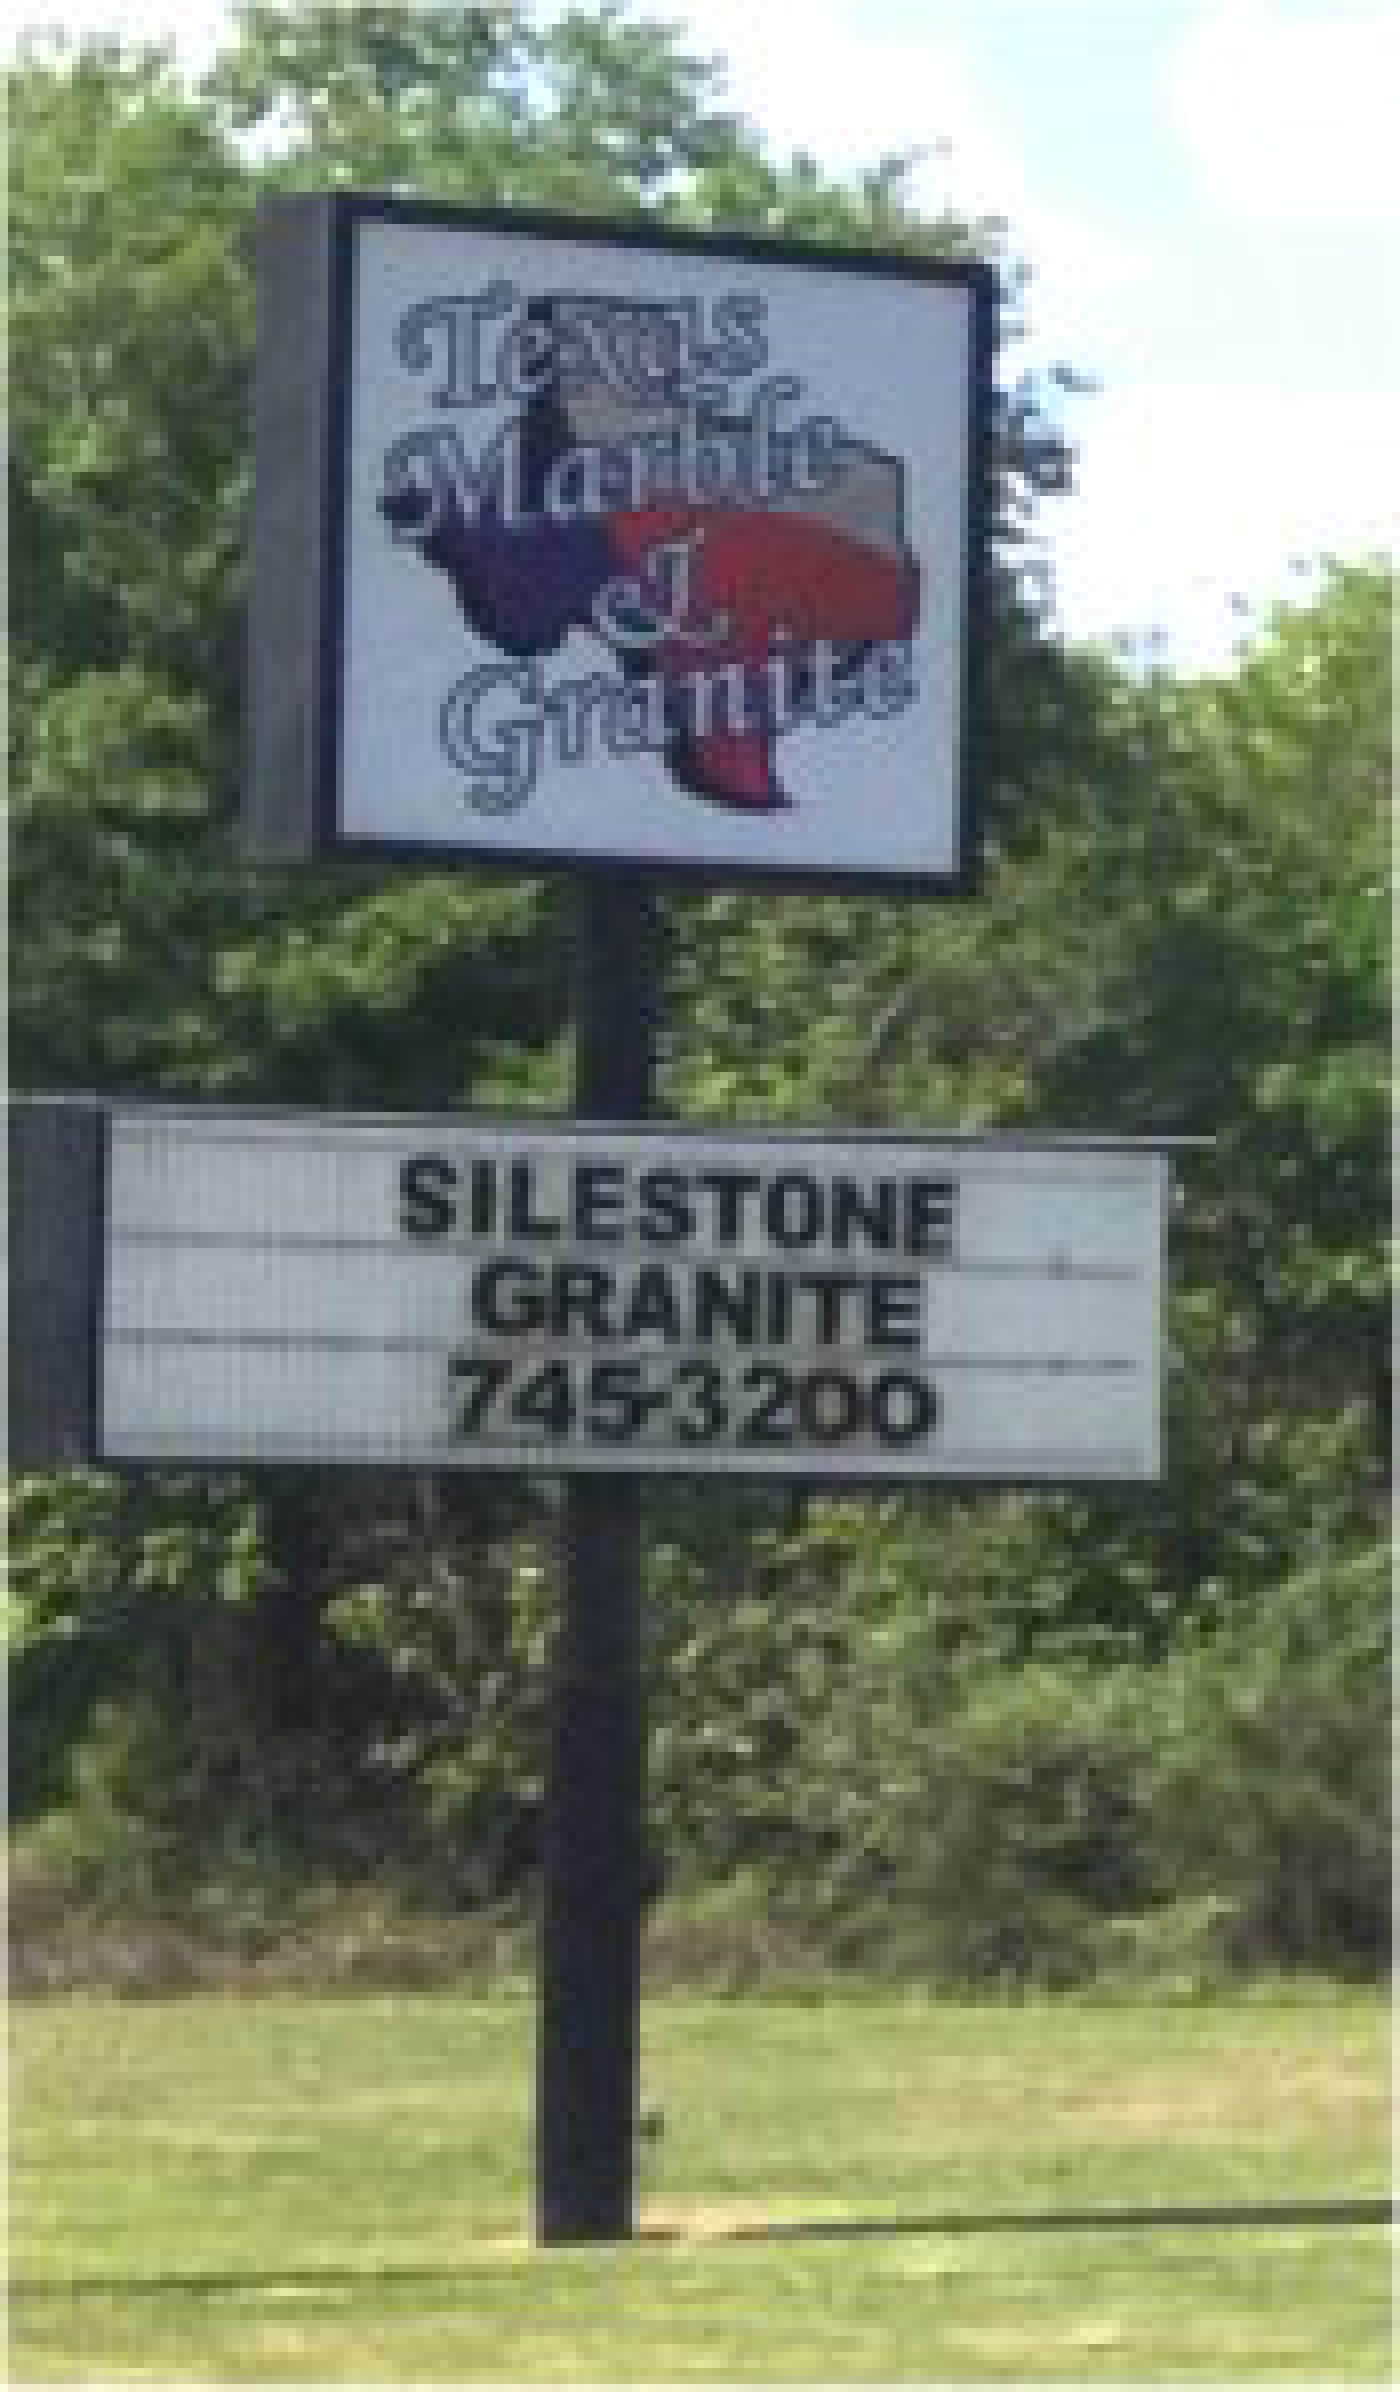 Texas
Marble
&
Granite
SILESTONE
GRANITE
745-3200